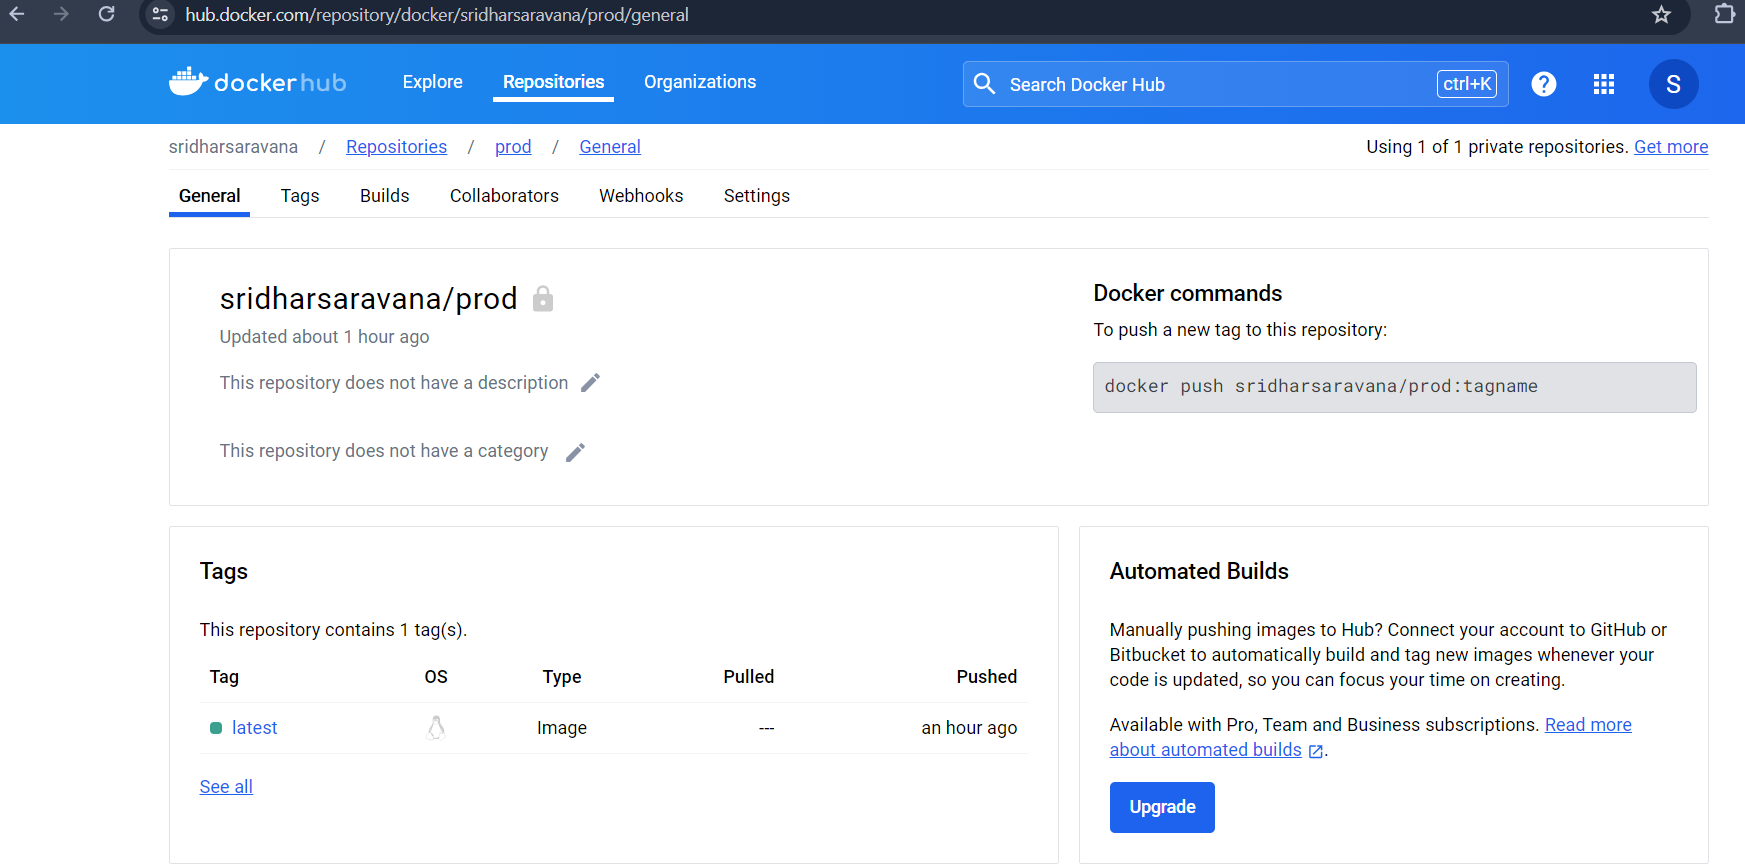 hub.docker.com/repository/docker/sridharsaravana/prod/general
dockerhub Explore Repositories Organizations Search Docker Hub ctrl+K ? S
sridharsaravana / Repositories / prod / General Using 1 of 1 private repositories. Get more
General Tags Builds Collaborators Webhooks Settings
sridharsaravana/prod
Updated about 1 hour ago
This repository does not have a description
This repository does not have a category
Docker commands
To push a new tag to this repository:
docker push sridharsaravana/prod:tagname
Tags
This repository contains 1 tag(s).
Tag OS Type Pulled Pushed
latest Image --- an hour ago
See all
Automated Builds
Manually pushing images to Hub? Connect your account to GitHub or
Bitbucket to automatically build and tag new images whenever your
code is updated, so you can focus your time on creating.
Available with Pro, Team and Business subscriptions. Read more
about automated builds .
Upgrade